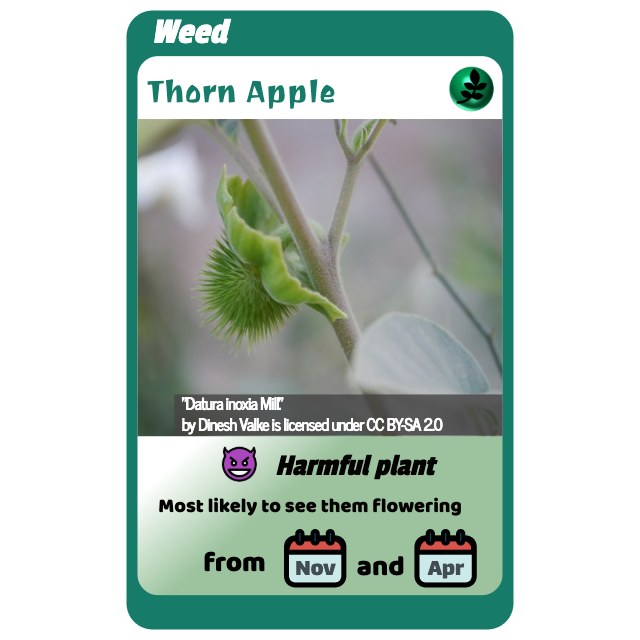 Weed
Thorn Apple
"Datura inoxia Mill."
by Dinesh Valke is licensed under CC BY-SA 2.0
Harmful plant
Most likely to see them flowering
from Nov and Apr